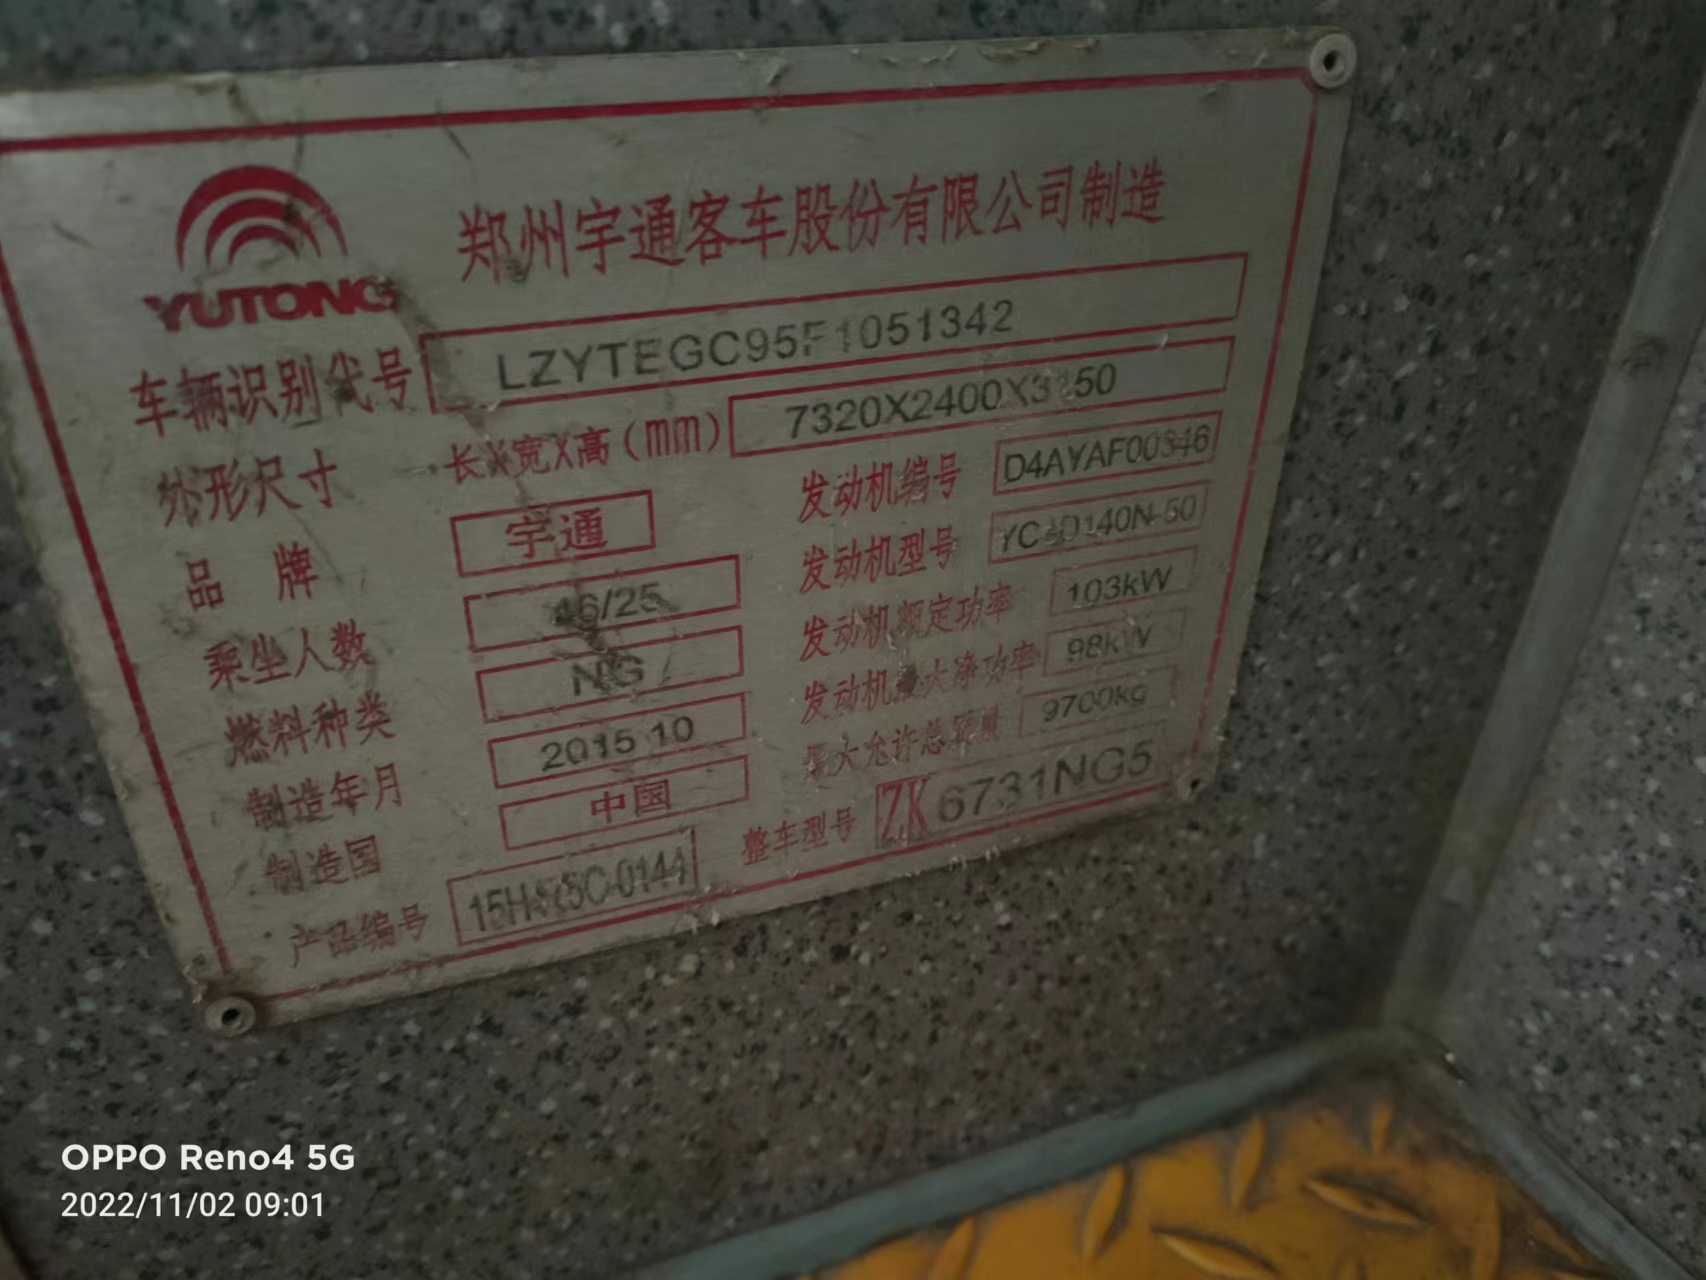 YUTONG
郑州宇通客车股份有限公司制造
车辆识别代号 LZYTEGC95F1051342
外形尺寸 长X宽X高(mm) 7320X2400X3150
品牌 宇通
发动机编号 D4AYAF00346
乘坐人数 46/25
发动机型号 YC4D140N-50
燃料种类 NG
发动机额定功率 103kW
制造年月 2015 10
发动机最大净功率 98kW
制造国 中国
最大允许总质量 9700kg
产品编号
整车型号 ZK6731NG5
OPPO Reno4 5G
2022/11/02 09:01